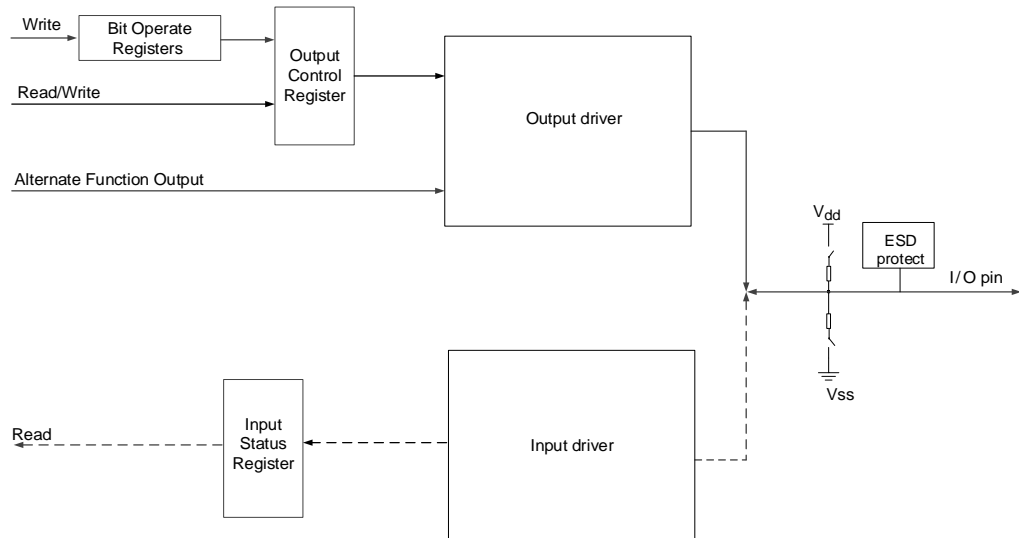 Write
Bit Operate
Registers
Output
Control
Register
Read/Write
Output driver
Alternate Function Output
Vdd
ESD
protect
I/O pin
Vss
Read
Input
Status
Register
Input driver